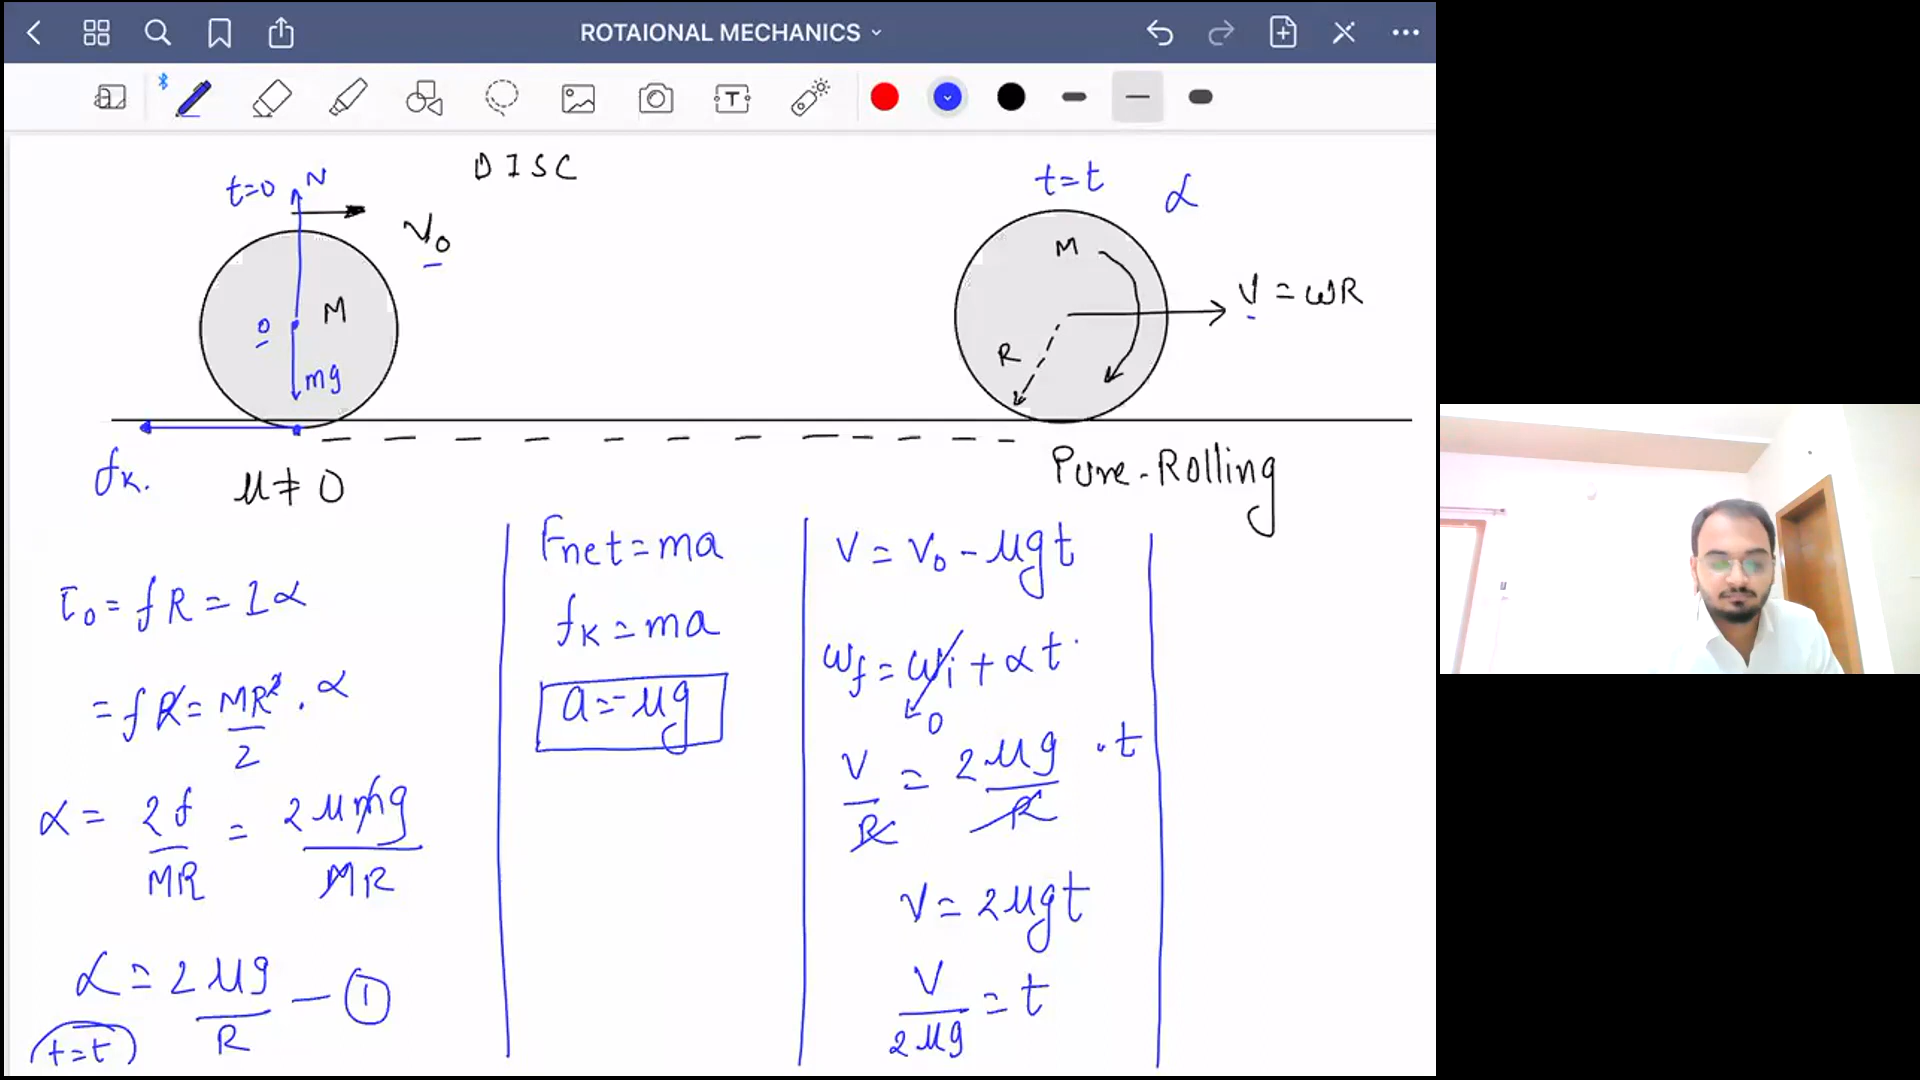 ROTAIONAL MECHANICS
T
t=0 N
DISC
V₀
M
0
mg
fₖ.
μ≠0
t=t α
M
R
V=ωR
Pure-Rolling
τ₀=fR=Iα
=fR=MR²/2 . α
α=2f/MR=2μmg/MR
α=2μg/R — ①
(t=t)
Fnet=ma
fₖ=ma
a=-μg
V=V₀-μgt
ωf=ωi+αt
0
V/R=2μg/R .t
V=2μgt
V/2μg=t